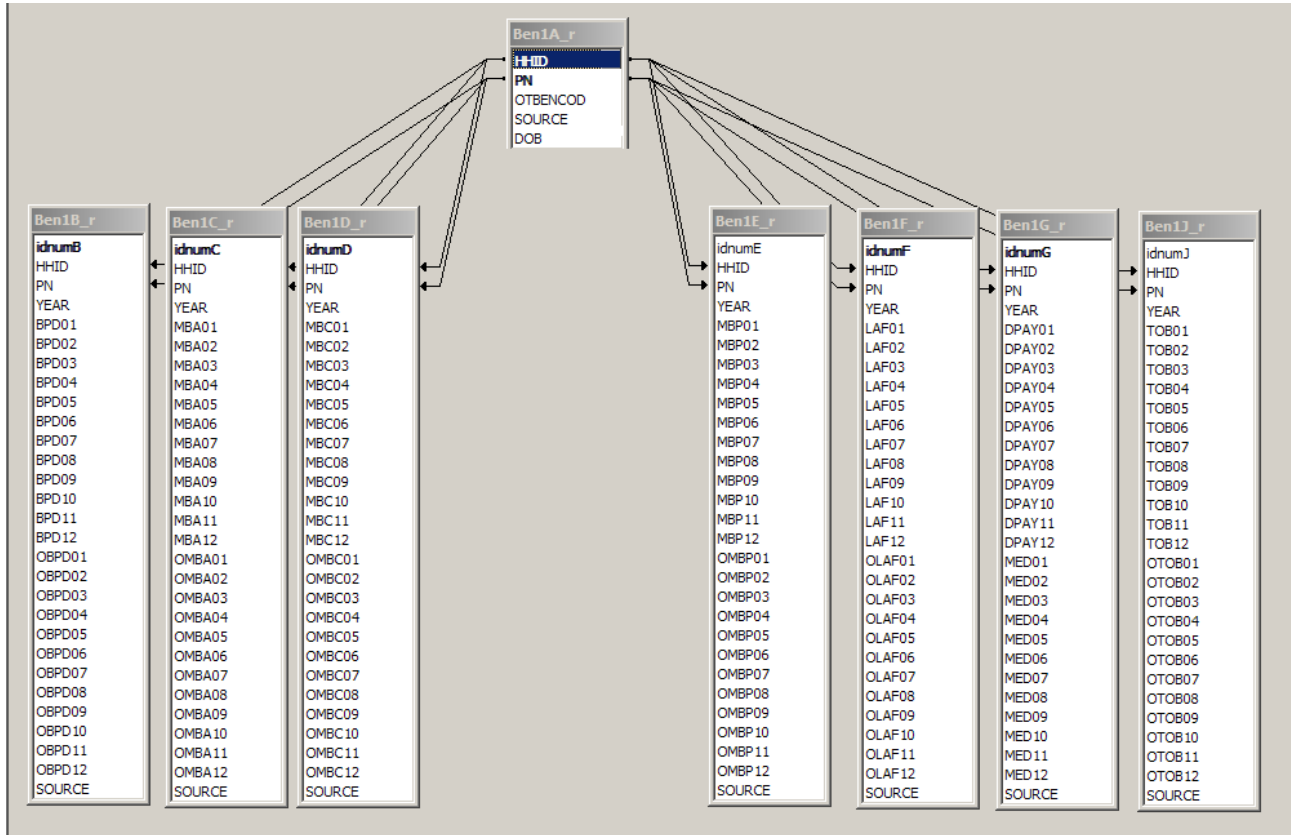 Ben1A_r
HHID
PN
OTBENCOD
SOURCE
DOB
Ben1B_r
idnumB
HHID
PN
YEAR
BPD01
BPD02
BPD03
BPD04
BPD05
BPD06
BPD07
BPD08
BPD09
BPD10
BPD11
BPD12
OBPD01
OBPD02
OBPD03
OBPD04
OBPD05
OBPD06
OBPD07
OBPD08
OBPD09
OBPD10
OBPD11
OBPD12
SOURCE
Ben1C_r
idnumC
HHID
PN
YEAR
MBA01
MBA02
MBA03
MBA04
MBA05
MBA06
MBA07
MBA08
MBA09
MBA10
MBA11
MBA12
OMBA01
OMBA02
OMBA03
OMBA04
OMBA05
OMBA06
OMBA07
OMBA08
OMBA09
OMBA10
OMBA11
OMBA12
SOURCE
Ben1D_r
idnumD
HHID
PN
YEAR
MBC01
MBC02
MBC03
MBC04
MBC05
MBC06
MBC07
MBC08
MBC09
MBC10
MBC11
MBC12
OMBC01
OMBC02
OMBC03
OMBC04
OMBC05
OMBC06
OMBC07
OMBC08
OMBC09
OMBC10
OMBC11
OMBC12
SOURCE
Ben1E_r
idnumE
HHID
PN
YEAR
MBP01
MBP02
MBP03
MBP04
MBP05
MBP06
MBP07
MBP08
MBP09
MBP10
MBP11
MBP12
OMBP01
OMBP02
OMBP03
OMBP04
OMBP05
OMBP06
OMBP07
OMBP08
OMBP09
OMBP10
OMBP11
OMBP12
SOURCE
Ben1F_r
idnumF
HHID
PN
YEAR
LAF01
LAF02
LAF03
LAF04
LAF05
LAF06
LAF07
LAF08
LAF09
LAF10
LAF11
LAF12
OLAF01
OLAF02
OLAF03
OLAF04
OLAF05
OLAF06
OLAF07
OLAF08
OLAF09
OLAF10
OLAF11
OLAF12
SOURCE
Ben1G_r
idnumG
HHID
PN
YEAR
DPAY01
DPAY02
DPAY03
DPAY04
DPAY05
DPAY06
DPAY07
DPAY08
DPAY09
DPAY10
DPAY11
DPAY12
MED01
MED02
MED03
MED04
MED05
MED06
MED07
MED08
MED09
MED10
MED11
MED12
SOURCE
Ben1J_r
idnumJ
HHID
PN
YEAR
TOB01
TOB02
TOB03
TOB04
TOB05
TOB06
TOB07
TOB08
TOB09
TOB10
TOB11
TOB12
OTOB01
OTOB02
OTOB03
OTOB04
OTOB05
OTOB06
OTOB07
OTOB08
OTOB09
OTOB10
OTOB11
OTOB12
SOURCE